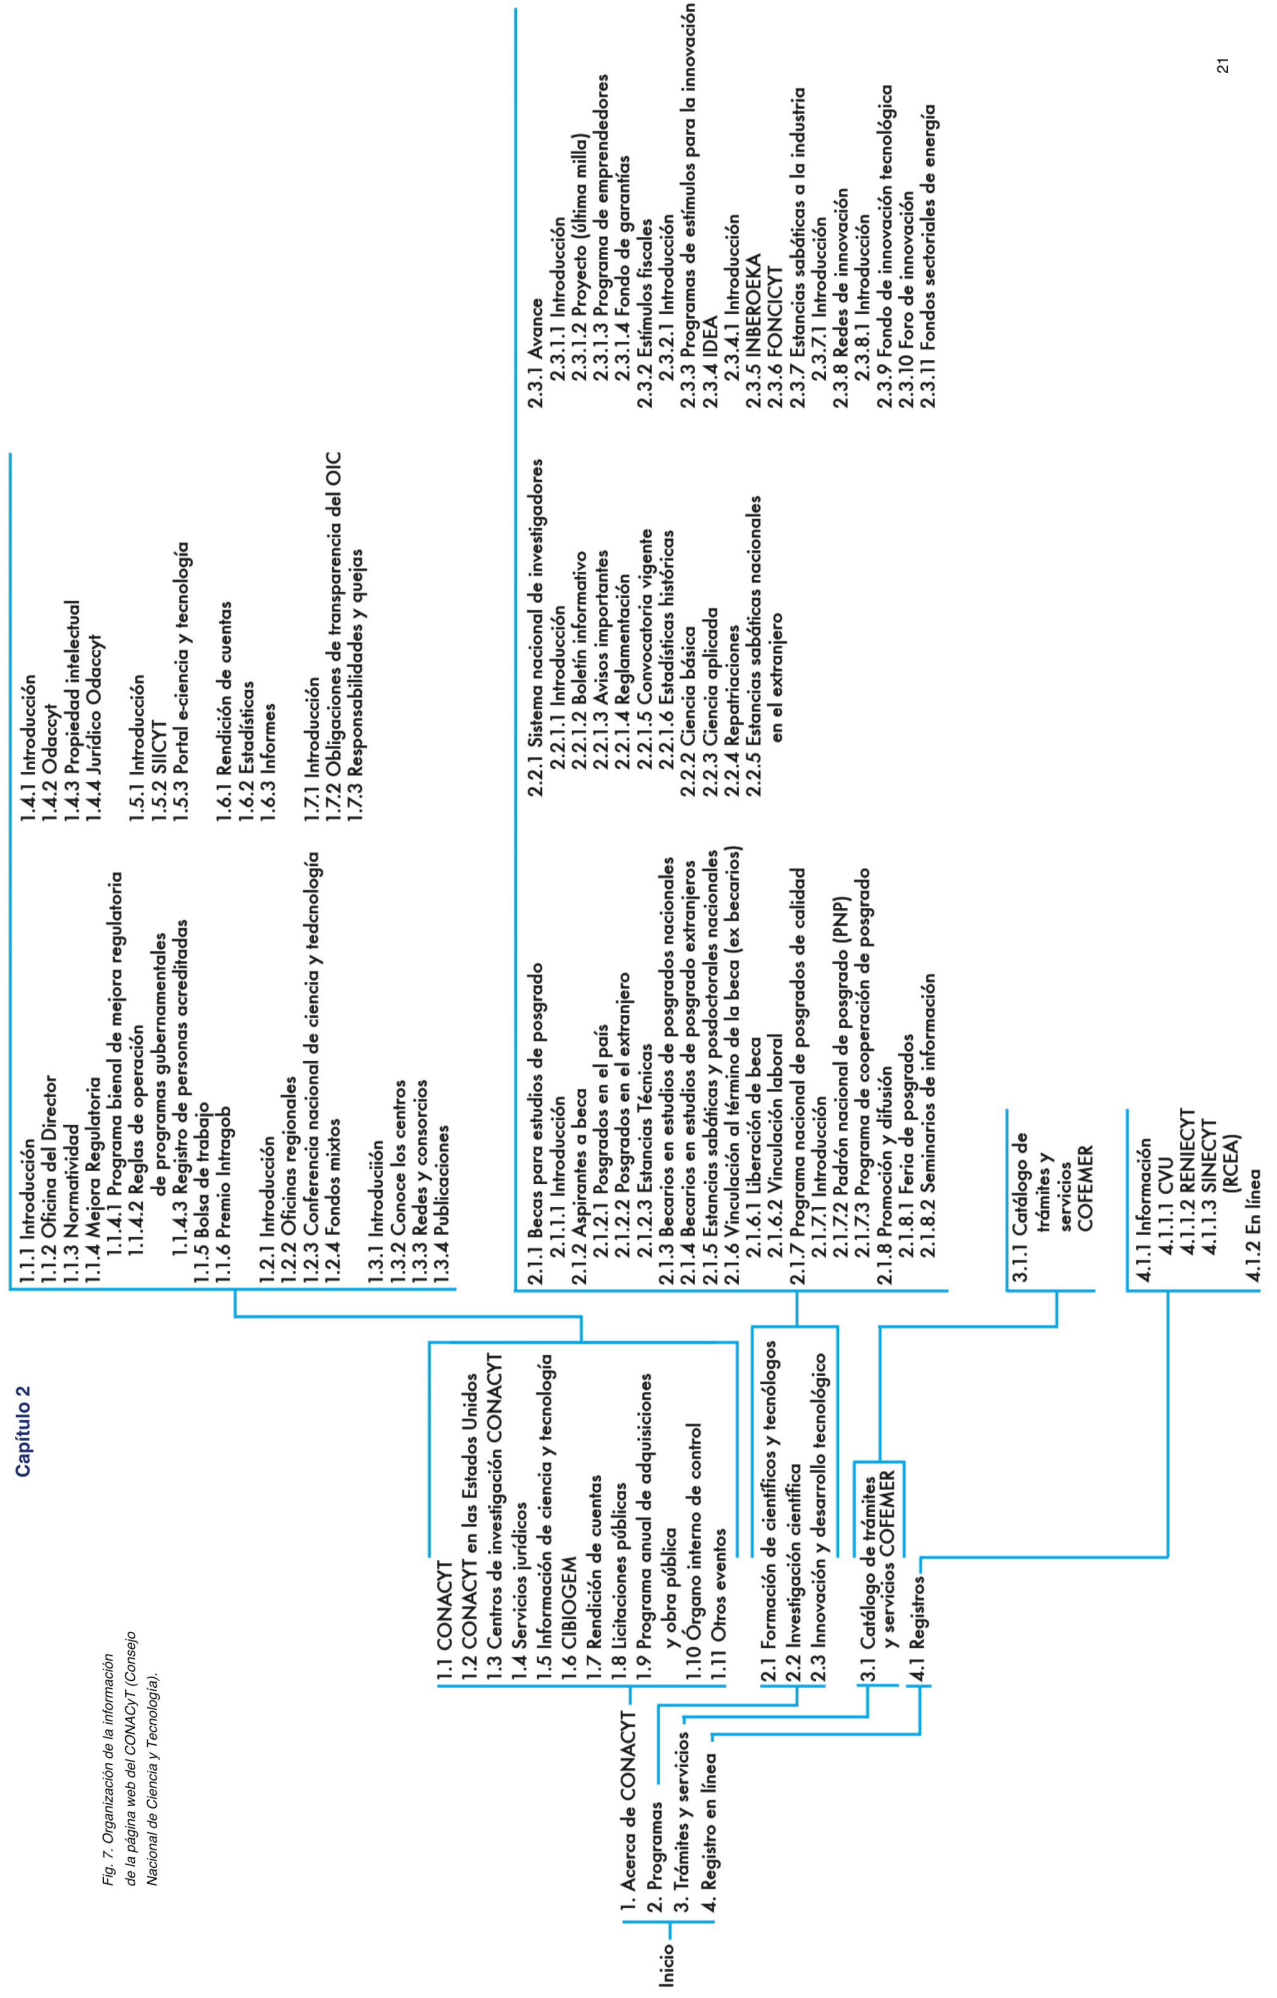 Capítulo 2
Fig. 7. Organización de la información
de la página web del CONACyT (Consejo
Nacional de Ciencia y Tecnología).
Inicio
1. Acerca de CONACYT
2. Programas
3. Trámites y servicios
4. Registro en línea
1.1 CONACYT
1.2 CONACYT en las Estados Unidos
1.3 Centros de investigación CONACYT
1.4 Servicios jurídicos
1.5 Información de ciencia y tecnología
1.6 CIBIOGEM
1.7 Rendición de cuentas
1.8 Licitaciones públicas
1.9 Programa anual de adquisiciones
y obra pública
1.10 Órgano interno de control
1.11 Otros eventos
2.1 Formación de científicos y tecnólogos
2.2 Investigación científica
2.3 Innovación y desarrollo tecnológico
3.1 Catálogo de trámites
y servicios COFEMER
4.1 Registros
1.1.1 Introducción
1.1.2 Oficina del Director
1.1.3 Normatividad
1.1.4 Mejora Regulatoria
1.1.4.1 Programa bienal de mejora regulatoria
1.1.4.2 Reglas de operación
de programas gubernamentales
1.1.4.3 Registro de personas acreditadas
1.1.5 Bolsa de trabajo
1.1.6 Premio Intragob
1.2.1 Introducción
1.2.2 Oficinas regionales
1.2.3 Conferencia nacional de ciencia y tedcnología
1.2.4 Fondos mixtos
1.3.1 Introduciión
1.3.2 Conoce los centros
1.3.3 Redes y consorcios
1.3.4 Publicaciones
1.4.1 Introducción
1.4.2 Odaccyt
1.4.3 Propiedad intelectual
1.4.4 Jurídico Odaccyt
1.5.1 Introducción
1.5.2 SIICYT
1.5.3 Portal e-ciencia y tecnología
1.6.1 Rendición de cuentas
1.6.2 Estadísticas
1.6.3 Informes
1.7.1 Introducción
1.7.2 Obligaciones de transparencia del OIC
1.7.3 Responsabilidades y quejas
2.1.1 Becas para estudios de posgrado
2.1.1.1 Introducción
2.1.2 Aspirantes a beca
2.1.2.1 Posgrados en el país
2.1.2.2 Posgrados en el extranjero
2.1.2.3 Estancias Técnicas
2.1.3 Becarios en estudios de posgrados nacionales
2.1.4 Becarios en estudios de posgrado extranjeros
2.1.5 Estancias sabáticas y posdoctorales nacionales
2.1.6 Vinculación al término de la beca (ex becarios)
2.1.6.1 Liberación de beca
2.1.6.2 Vinculación laboral
2.1.7 Programa nacional de posgrados de calidad
2.1.7.1 Introducción
2.1.7.2 Padrón nacional de posgrado (PNP)
2.1.7.3 Programa de cooperación de posgrado
2.1.8 Promoción y difusión
2.1.8.1 Feria de posgrados
2.1.8.2 Seminarios de información
2.2.1 Sistema nacional de investigadores
2.2.1.1 Introducción
2.2.1.2 Boletín informativo
2.2.1.3 Avisos importantes
2.2.1.4 Reglamentación
2.2.1.5 Convocatoria vigente
2.2.1.6 Estadísticas históricas
2.2.2 Ciencia básica
2.2.3 Ciencia aplicada
2.2.4 Repatriaciones
2.2.5 Estancias sabáticas nacionales
en el extranjero
2.3.1 Avance
2.3.1.1 Introducción
2.3.1.2 Proyecto (última milla)
2.3.1.3 Programa de emprendedores
2.3.1.4 Fondo de garantías
2.3.2 Estímulos fiscales
2.3.2.1 Introducción
2.3.3 Programas de estímulos para la innovación
2.3.4 IDEA
2.3.4.1 Introducción
2.3.5 INBEROEKA
2.3.6 FONCICYT
2.3.7 Estancias sabáticas a la industria
2.3.7.1 Introducción
2.3.8 Redes de innovación
2.3.8.1 Introducción
2.3.9 Fondo de innovación tecnológica
2.3.10 Foro de innovación
2.3.11 Fondos sectoriales de energía
3.1.1 Catálogo de
trámites y
servicios
COFEMER
4.1.1 Información
4.1.1.1 CVU
4.1.1.2 RENIECYT
4.1.1.3 SINECYT
(RCEA)
4.1.2 En línea
21